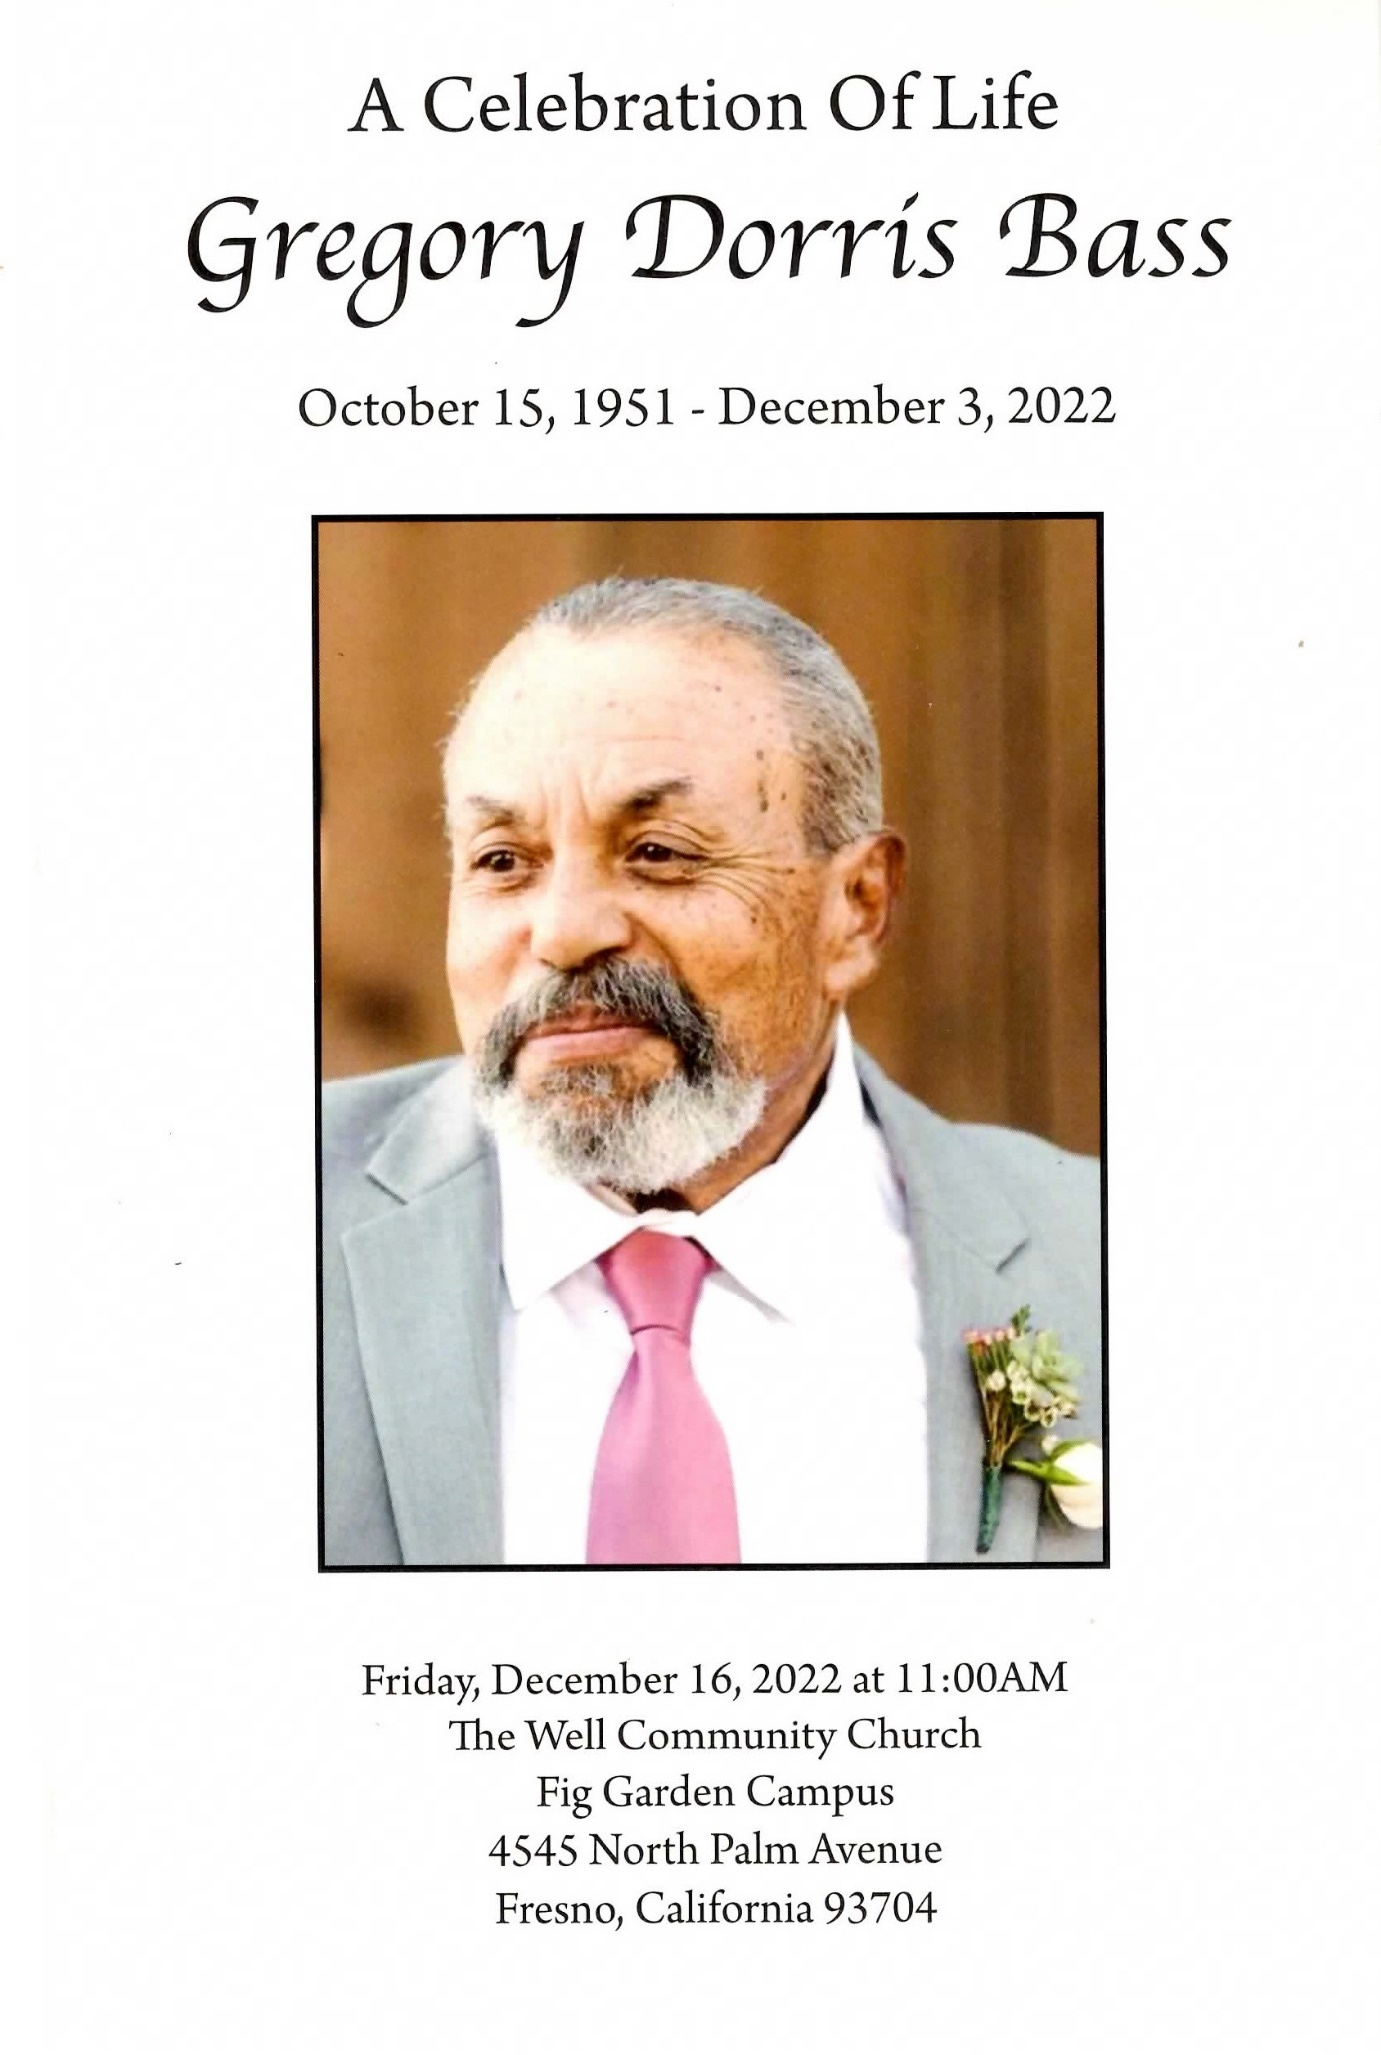 A Celebration Of Life
Gregory Dorris Bass
October 15, 1951 - December 3, 2022
Friday, December 16, 2022 at 11:00AM
The Well Community Church
Fig Garden Campus
4545 North Palm Avenue
Fresno, California 93704